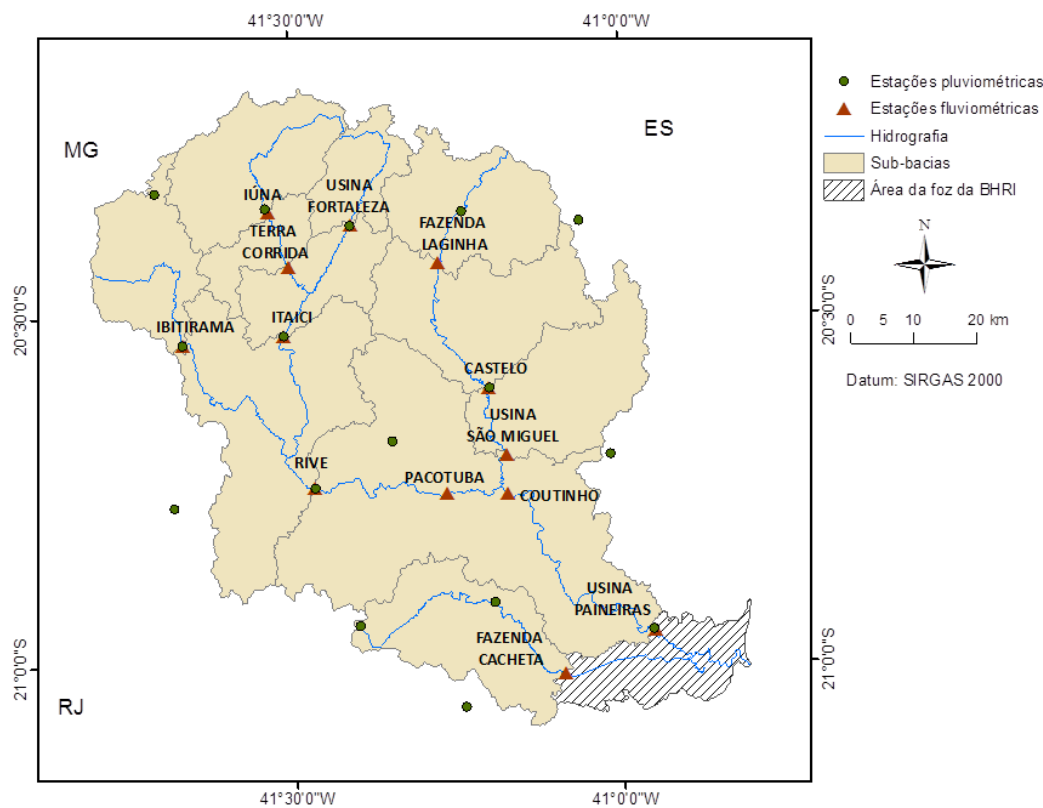 41°30'0"W
41°0'0"W
MG
ES
IÚNA
USINA
FORTALEZA
TERRA
CORRIDA
FAZENDA
LAGINHA
IBITIRAMA
ITAICI
CASTELO
USINA
SÃO MIGUEL
RIVE
PACOTUBA
COUTINHO
USINA
PAINEIRAS
FAZENDA
CACHETA
RJ
20°30'0"S
21°0'0"S
20°30'0"S
21°0'0"S
41°30'0"W
41°0'0"W
Estações pluviométricas
Estações fluviométricas
Hidrografia
Sub-bacias
Área da foz da BHRI
N
0 10 20 km
Datum: SIRGAS 2000